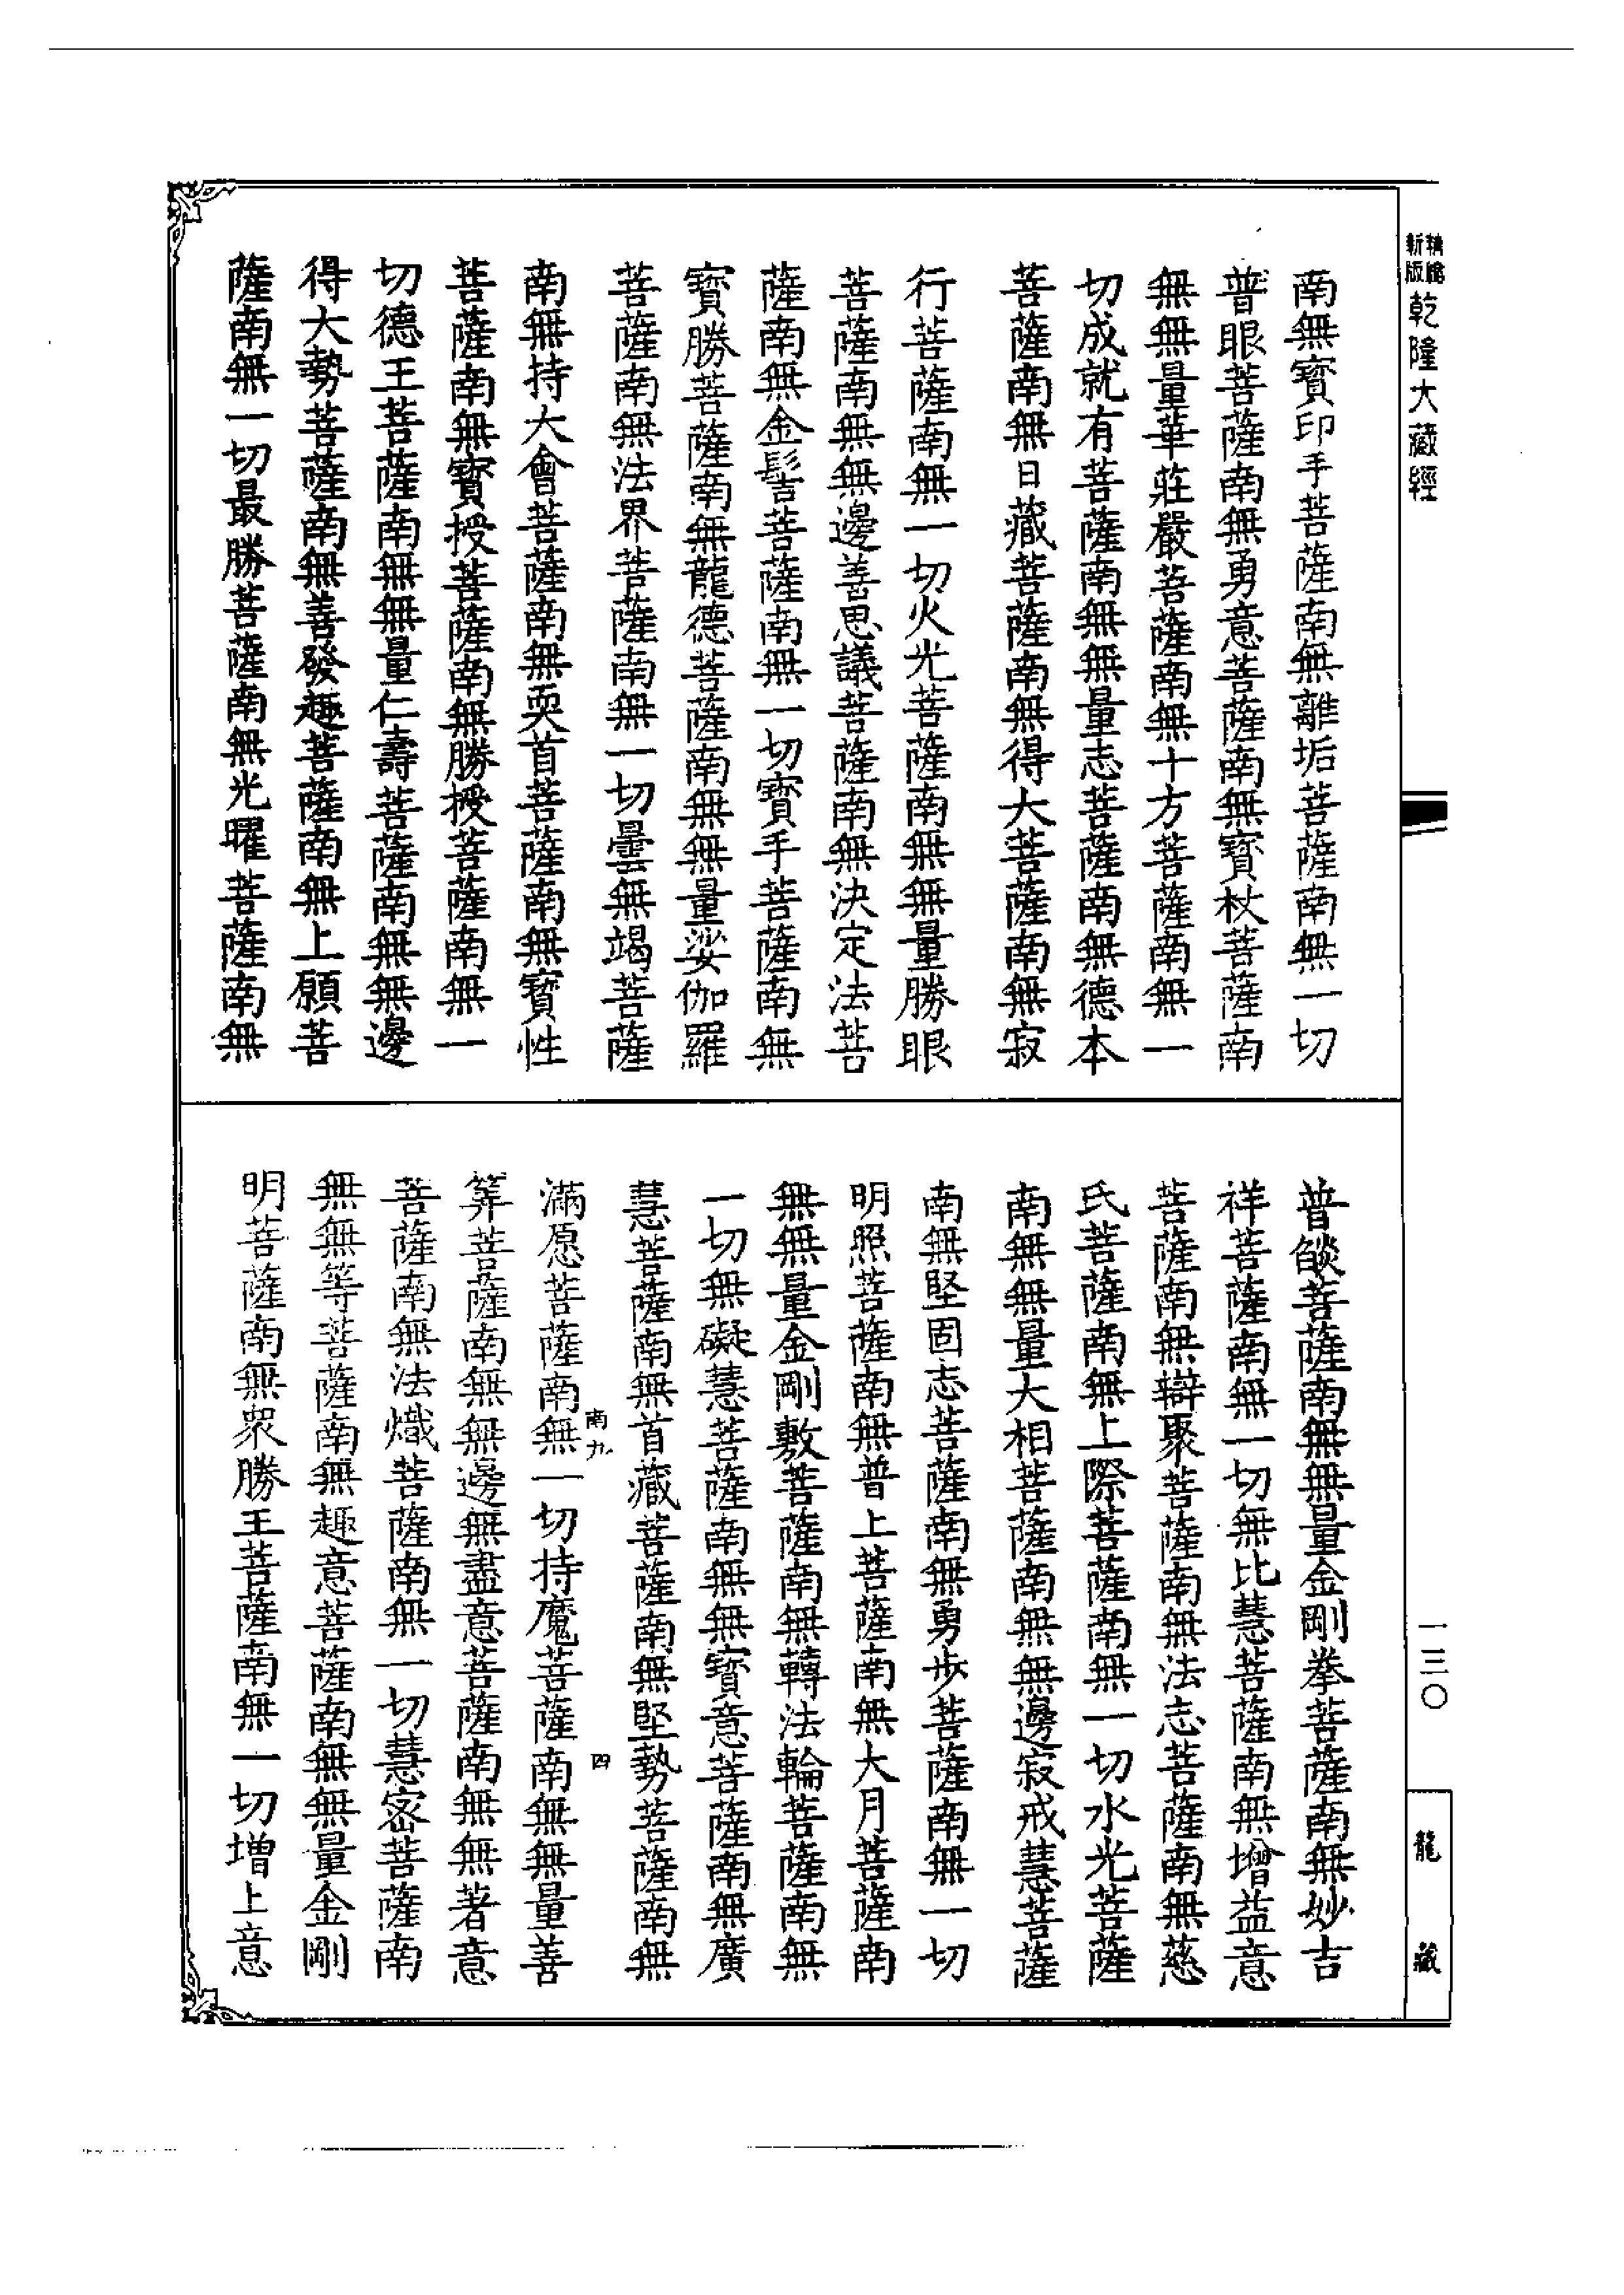 新版
乾隆大藏經
南無寶印手菩薩南無離垢菩薩南無一切
普眼菩薩南無勇意菩薩南無寶杖菩薩南
無無量華莊嚴菩薩南無十方菩薩南無一
切成就有菩薩南無無量志菩薩南無德本
菩薩南無日藏菩薩南無得大菩薩南無寂
行菩薩南無一切火光菩薩南無無量勝眼
菩薩南無無邊善思議菩薩南無決定法菩
薩南無金髻菩薩南無一切寶手菩薩南無
寶勝菩薩南無龍德菩薩南無無量娑伽羅
菩薩南無法界菩薩南無一切曇無竭菩薩
南無持大會菩薩南無耎首菩薩南無寶性
菩薩南無寶授菩薩南無勝授菩薩南無一
切德王菩薩南無無量仁壽菩薩南無無邊
得大勢菩薩南無善發趣菩薩南無上願菩
薩南無一切最勝菩薩南無光曜菩薩南無
普燄菩薩南無無量金剛拳菩薩南無妙吉
祥菩薩南無一切無比慧菩薩南無增益意
菩薩南無辯聚菩薩南無法志菩薩南無慈
氏菩薩南無上際菩薩南無一切水光菩薩
南無無量大相菩薩南無無邊寂戒慧菩薩
南無堅固志菩薩南無勇步菩薩南無一切
明照菩薩南無普上菩薩南無大月菩薩南
無無量金剛敷菩薩南無轉法輪菩薩南無
一切無礙慧菩薩南無無寶意菩薩南無廣
慧菩薩南無首藏菩薩南無堅勢菩薩南無
南九 四
滿愿菩薩南無一切持魔菩薩南無無量善
筭菩薩南無無邊無盡意菩薩南無無著意
菩薩南無法熾菩薩南無一切慧密菩薩南
無無等菩薩南無趣意菩薩南無無量金剛
明菩薩南無眾勝王菩薩南無一切增上意
一三〇
龍藏